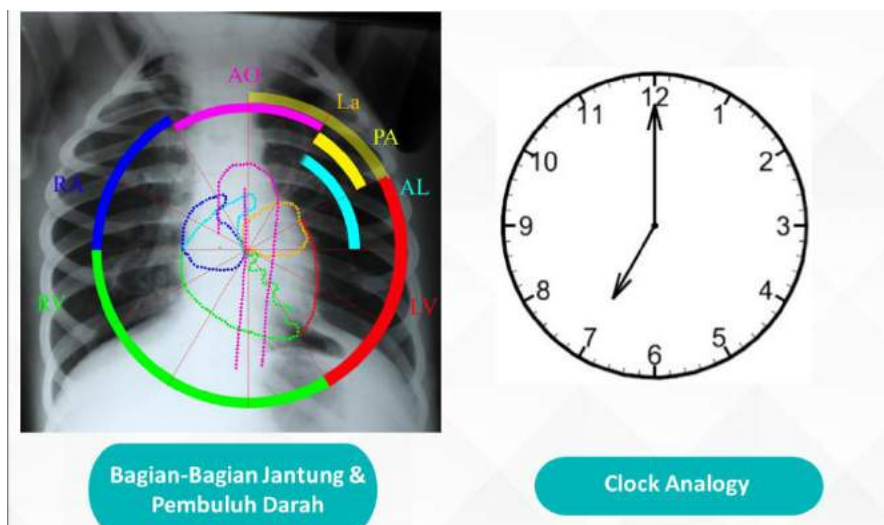 AO
La
PA
RA
AL
RV
LV
12
1
2
3
4
5
6
7
8
9
10
11
Bagian-Bagian Jantung &
Pembuluh Darah
Clock Analogy